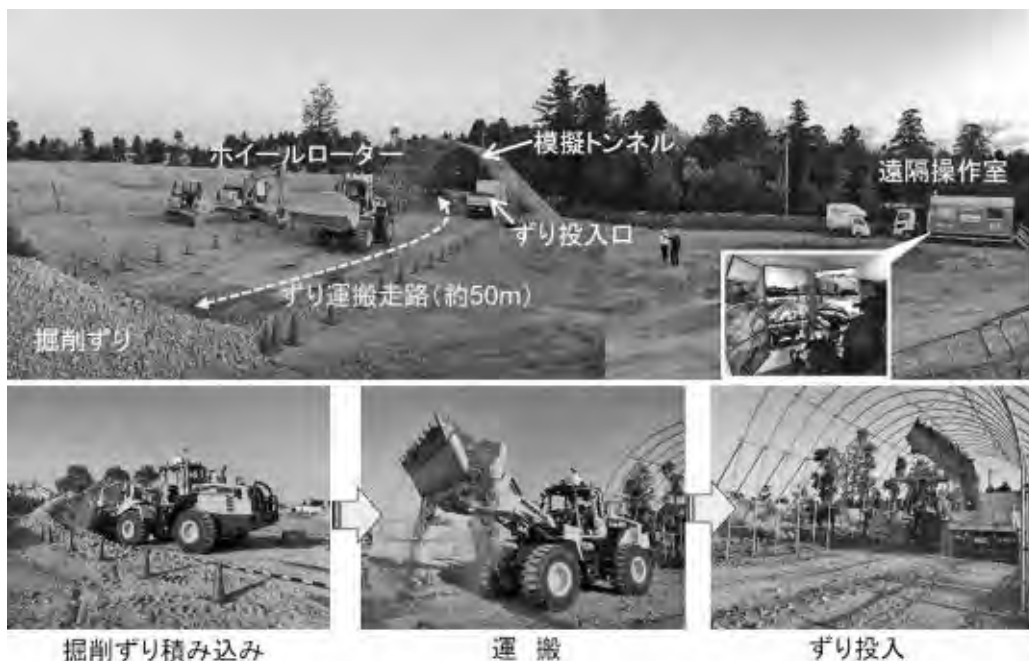 ホイールローダー
模擬トンネル
遠隔操作室
ずり投入口
ずり運搬走路(約50m)
掘削ずり
掘削ずり積み込み
運 搬
ずり投入